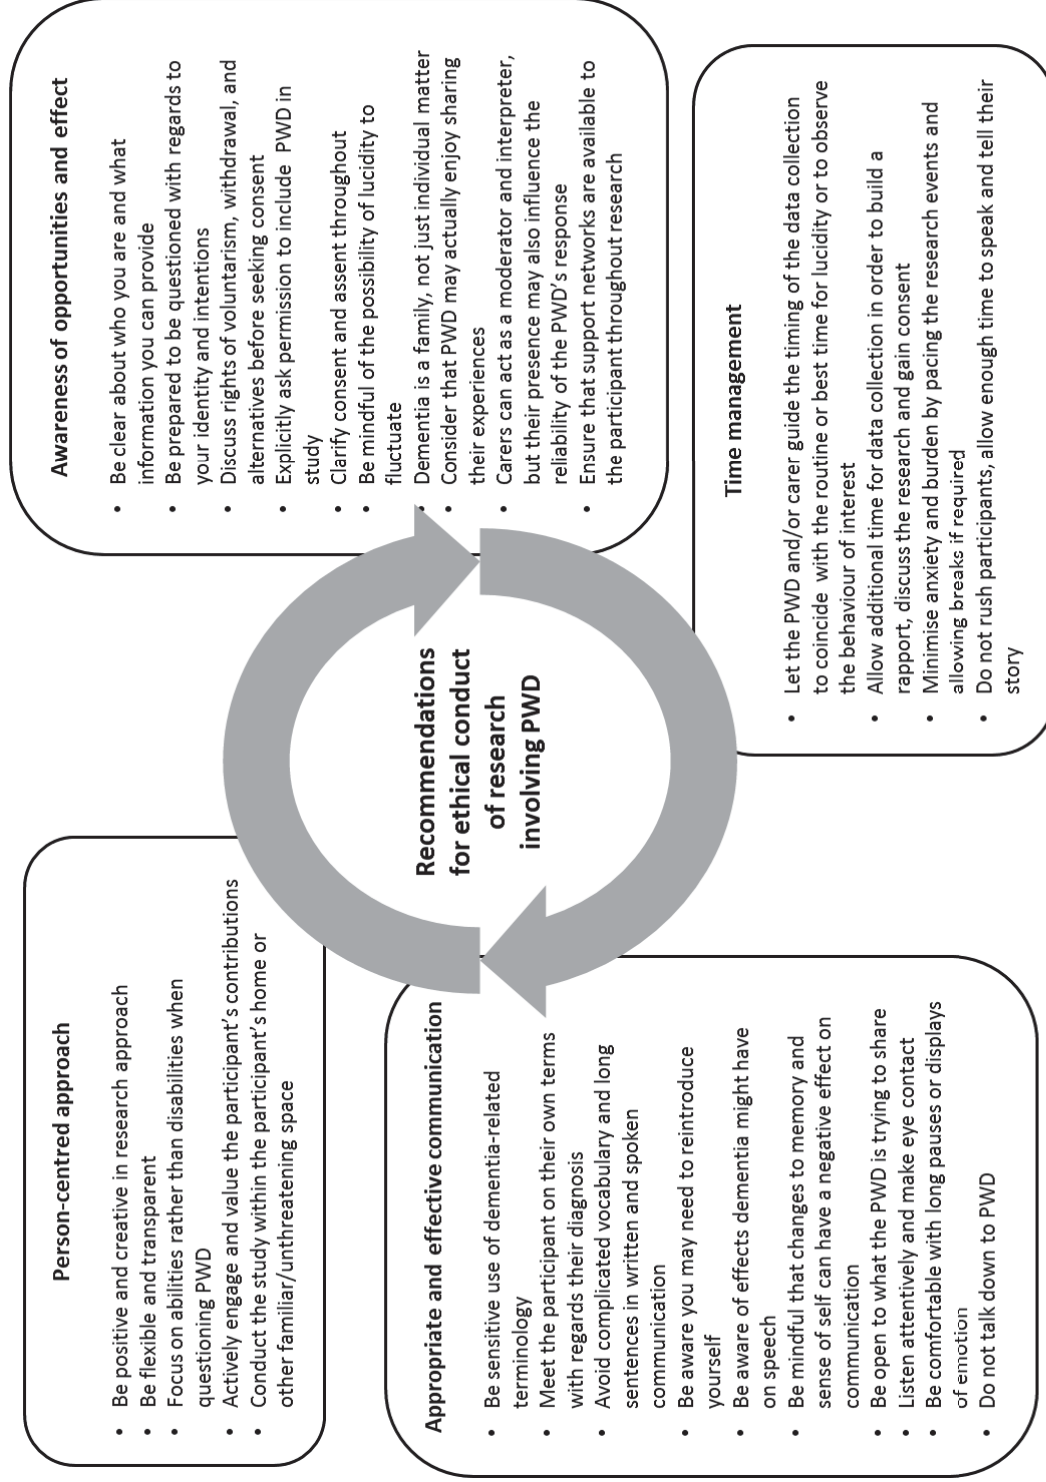 Person-centred approach
• Be positive and creative in research approach
• Be flexible and transparent
• Focus on abilities rather than disabilities when
questioning PWD
• Actively engage and value the participant's contributions
• Conduct the study within the participant's home or
other familiar/unthreatening space
Awareness of opportunities and effect
• Be clear about who you are and what
information you can provide
• Be prepared to be questioned with regards to
your identity and intentions
• Discuss rights of voluntarism, withdrawal, and
alternatives before seeking consent
• Explicitly ask permission to include PWD in
study
• Clarify consent and assent throughout
• Be mindful of the possibility of lucidity to
fluctuate
• Dementia is a family, not just individual matter
• Consider that PWD may actually enjoy sharing
their experiences
• Carers can act as a moderator and interpreter,
but their presence may also influence the
reliability of the PWD's response
• Ensure that support networks are available to
the participant throughout research
Recommendations
for ethical conduct
of research
involving PWD
Appropriate and effective communication
• Be sensitive use of dementia-related
terminology
• Meet the participant on their own terms
with regards their diagnosis
• Avoid complicated vocabulary and long
sentences in written and spoken
communication
• Be aware you may need to reintroduce
yourself
• Be aware of effects dementia might have
on speech
• Be mindful that changes to memory and
sense of self can have a negative effect on
communication
• Be open to what the PWD is trying to share
• Listen attentively and make eye contact
• Be comfortable with long pauses or displays
of emotion
• Do not talk down to PWD
Time management
• Let the PWD and/or carer guide the timing of the data collection
to coincide with the routine or best time for lucidity or to observe
the behaviour of interest
• Allow additional time for data collection in order to build a
rapport, discuss the research and gain consent
• Minimise anxiety and burden by pacing the research events and
allowing breaks if required
• Do not rush participants, allow enough time to speak and tell their
story